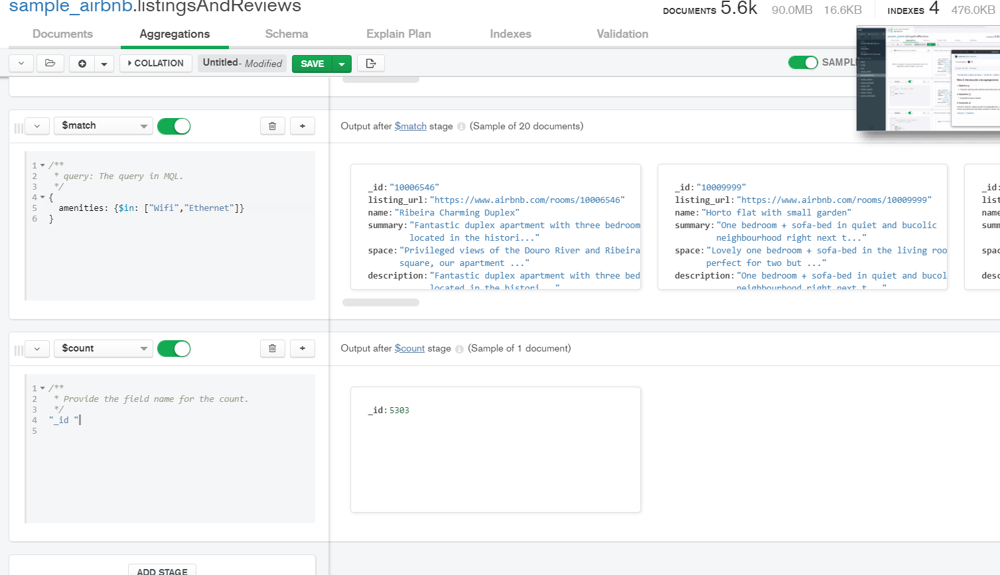 sample_airbnb.listingsAndReviews
DOCUMENTS 5.6k 90.0MB 16.6KB INDEXES 4 476.0KB
Documents Aggregations Schema Explain Plan Indexes Validation
COLLATION Untitled- Modified SAVE SAMPL
$match
Output after $match stage (Sample of 20 documents)
1 /**
2 * query: The query in MQL.
3 */
4 {
5 amenities: {$in: ["Wifi","Ethernet"]}
6 }
_id:"10006546"
listing_url:"https://www.airbnb.com/rooms/10006546"
name:"Ribeira Charming Duplex"
summary:"Fantastic duplex apartment with three bedroom
located in the histori..."
space:"Privileged views of the Douro River and Ribeira
square, our apartment ..."
description:"Fantastic duplex apartment with three bed
located in the histori..."
_id:"10009999"
listing_url:"https://www.airbnb.com/rooms/10009999"
name:"Horto flat with small garden"
summary:"One bedroom + sofa-bed in quiet and bucolic
neighbourhood right next t..."
space:"Lovely one bedroom + sofa-bed in the living roo
perfect for two but ..."
description:"One bedroom + sofa-bed in quiet and bucol
neighbourhood right next t..."
_id:
list
name
summ
spac
desc
$count
Output after $count stage (Sample of 1 document)
1 /**
2 * Provide the field name for the count.
3 */
4 "_id "
5
_id:5303
ADD STAGE